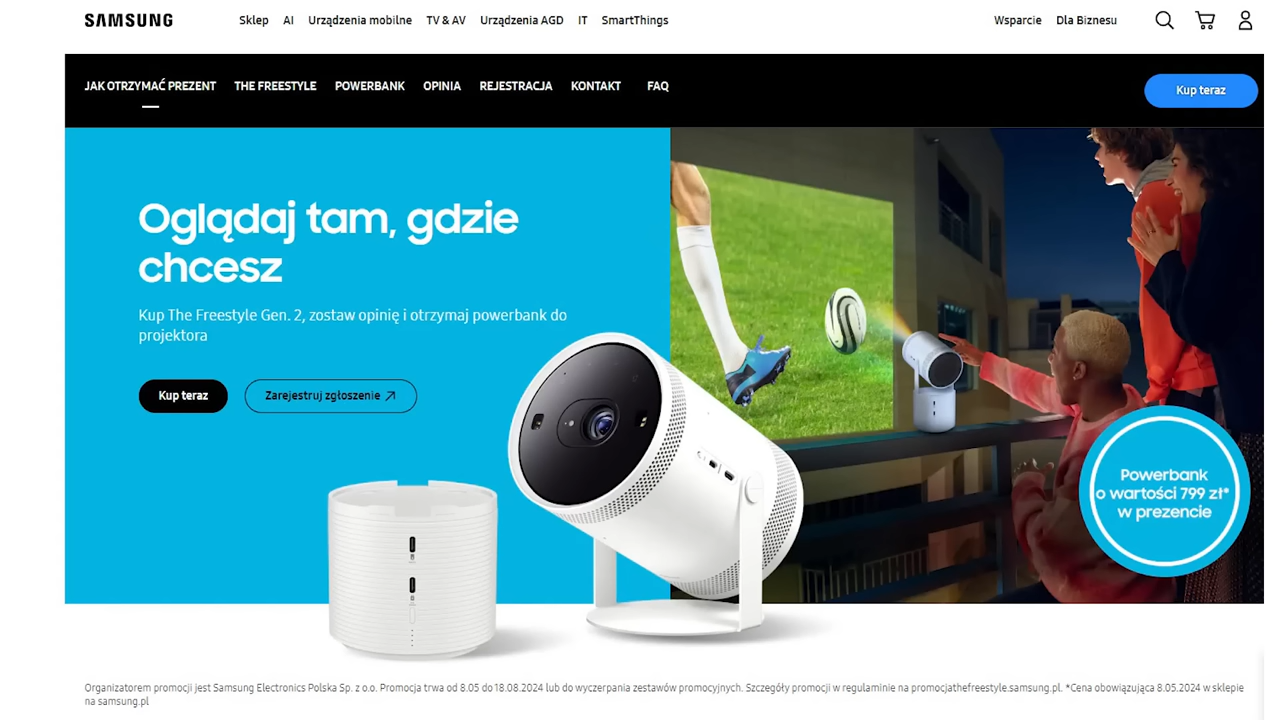 SAMSUNG
Sklep AI Urządzenia mobilne TV & AV Urządzenia AGD IT SmartThings Wsparcie Dla Biznesu
JAK OTRZYMAĆ PREZENT THE FREESTYLE POWERBANK OPINIA REJESTRACJA KONTAKT FAQ Kup teraz
Oglądaj tam, gdzie
chcesz
Kup The Freestyle Gen. 2, zostaw opinię i otrzymaj powerbank do
projektora
Kup teraz Zarejestruj zgłoszenie
Powerbank
o wartości 799 zł*
w prezencie
Organizatorem promocji jest Samsung Electronics Polska Sp. z o.o. Promocja trwa od 8.05 do 18.08.2024 lub do wyczerpania zestawów promocyjnych. Szczegóły promocji w regulaminie na promocjathefreestyle.samsung.pl. *Cena obowiązująca 8.05.2024 w sklepie
na samsung.pl